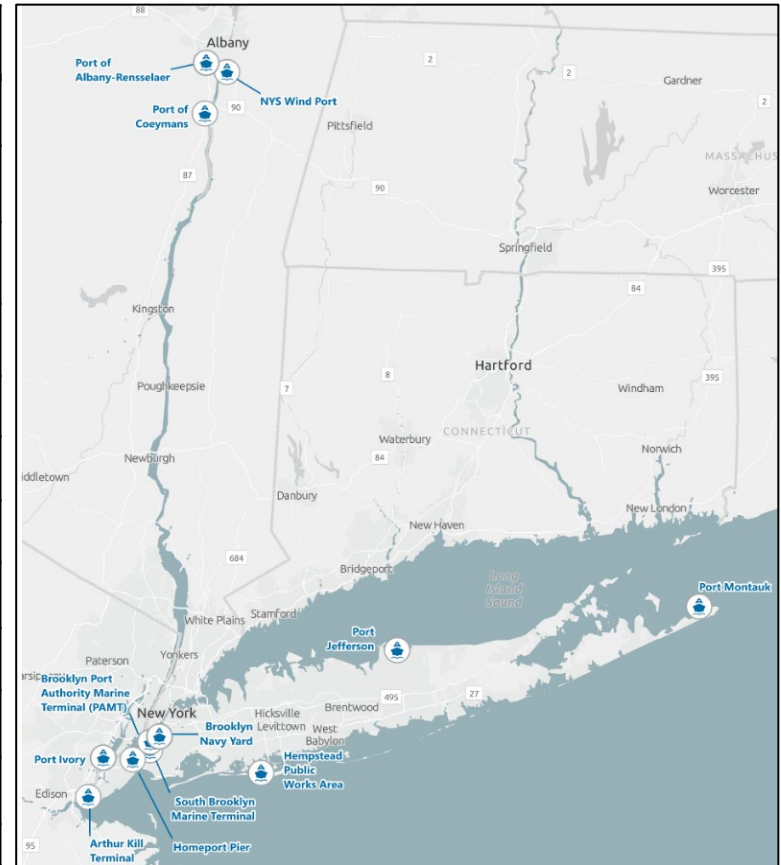 88
Albany
Port of
Albany-Rensselaer
2
2
Gardner
NYS Wind Port
2
Port of
Coeymans
90
Pittsfield
MASSACHUS
87
90
Worcester
Springfield
395
84
Kingston
Hartford
7
8
395
Poughkeepsie
Windham
CONNECTICUT
Waterbury
Newburgh
84
Norwich
iddletown
Danbury
New London
New Haven
684
Bridgeport
Long
Island
Sound
Port Montauk
White Plains
Stamford
Port
Jefferson
Yonkers
Paterson
Brooklyn Port
Authority Marine
Terminal (PAMT)
495
27
New York
Hicksville
Brentwood
Levittown
West
Babylon
Brooklyn
Navy Yard
Port Ivory
Hempstead
Public
Works Area
Edison
South Brooklyn
Marine Terminal
95
Arthur Kill
Terminal
Homeport Pier